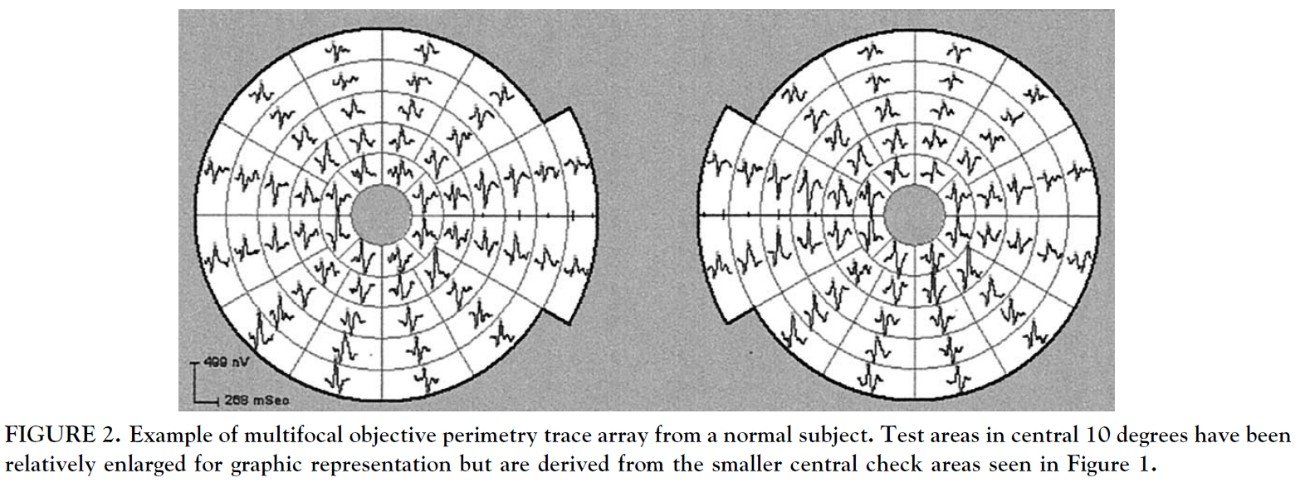 499 nV
268 mSec
FIGURE 2. Example of multifocal objective perimetry trace array from a normal subject. Test areas in central 10 degrees have been
relatively enlarged for graphic representation but are derived from the smaller central check areas seen in Figure 1.